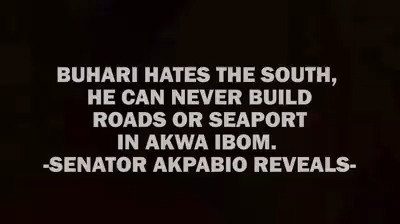 BUHARI HATES THE SOUTH,
HE CAN NEVER BUILD
ROADS OR SEAPORT
IN AKWA IBOM.
-SENATOR AKPABIO REVEALS-